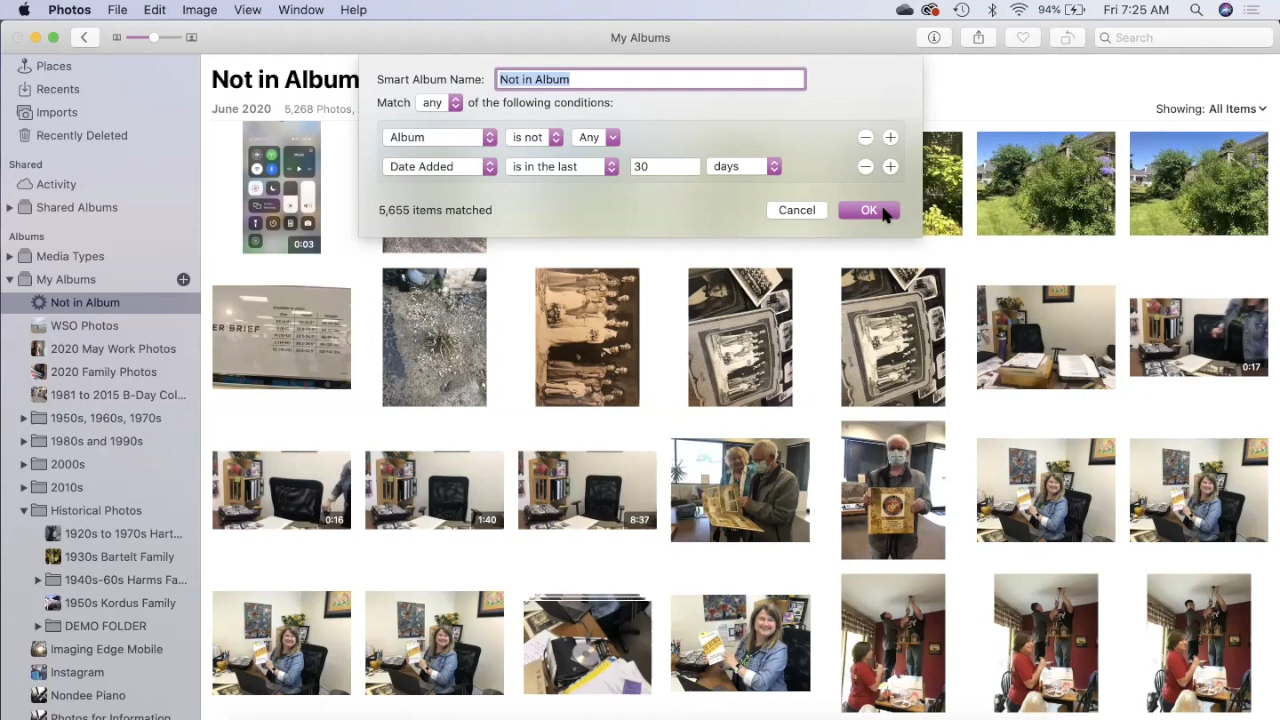 Photos File Edit Image View Window Help 94% Fri 7:25 AM
My Albums Search
Places
Recents
Imports
Recently Deleted
Shared
Activity
Shared Albums
Albums
Media Types
My Albums
Not in Album
WSO Photos
2020 May Work Photos
2020 Family Photos
1981 to 2015 B-Day Col...
1950s, 1960s, 1970s
1980s and 1990s
2000s
2010s
Historical Photos
1920s to 1970s Hart...
1930s Bartelt Family
1940s-60s Harms Fa...
1950s Kordus Family
DEMO FOLDER
Imaging Edge Mobile
Instagram
Nondee Piano
Photos for Information
Not in Album
June 2020 5,268 Photos,
Showing: All Items
Smart Album Name: Not in Album
Match any of the following conditions:
Album is not Any
Date Added is in the last 30 days
5,655 items matched Cancel OK
0:03
ER BRIEF
0:17
0:16
1:40
8:37